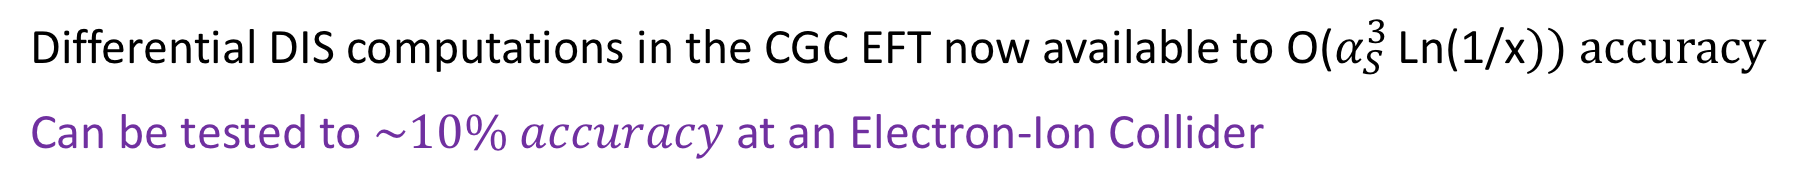 Differential DIS computations in the CGC EFT now available to O(α_S^3 Ln(1/x)) accuracy
Can be tested to ~10% accuracy at an Electron-Ion Collider